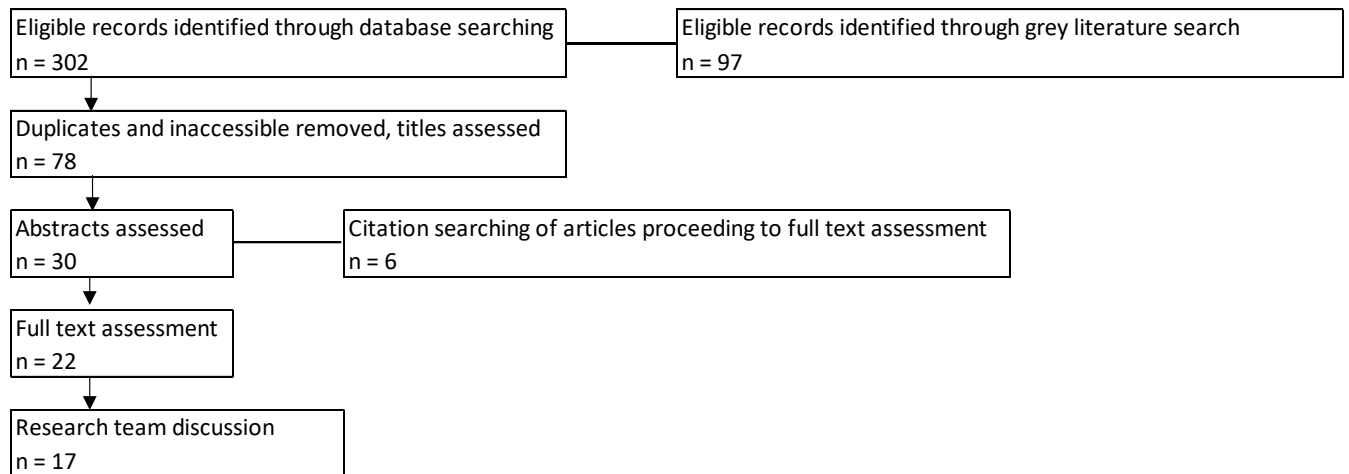 Eligible records identified through database searching
n = 302
Eligible records identified through grey literature search
n = 97
Duplicates and inaccessible removed, titles assessed
n = 78
Abstracts assessed
n = 30
Citation searching of articles proceeding to full text assessment
n = 6
Full text assessment
n = 22
Research team discussion
n = 17